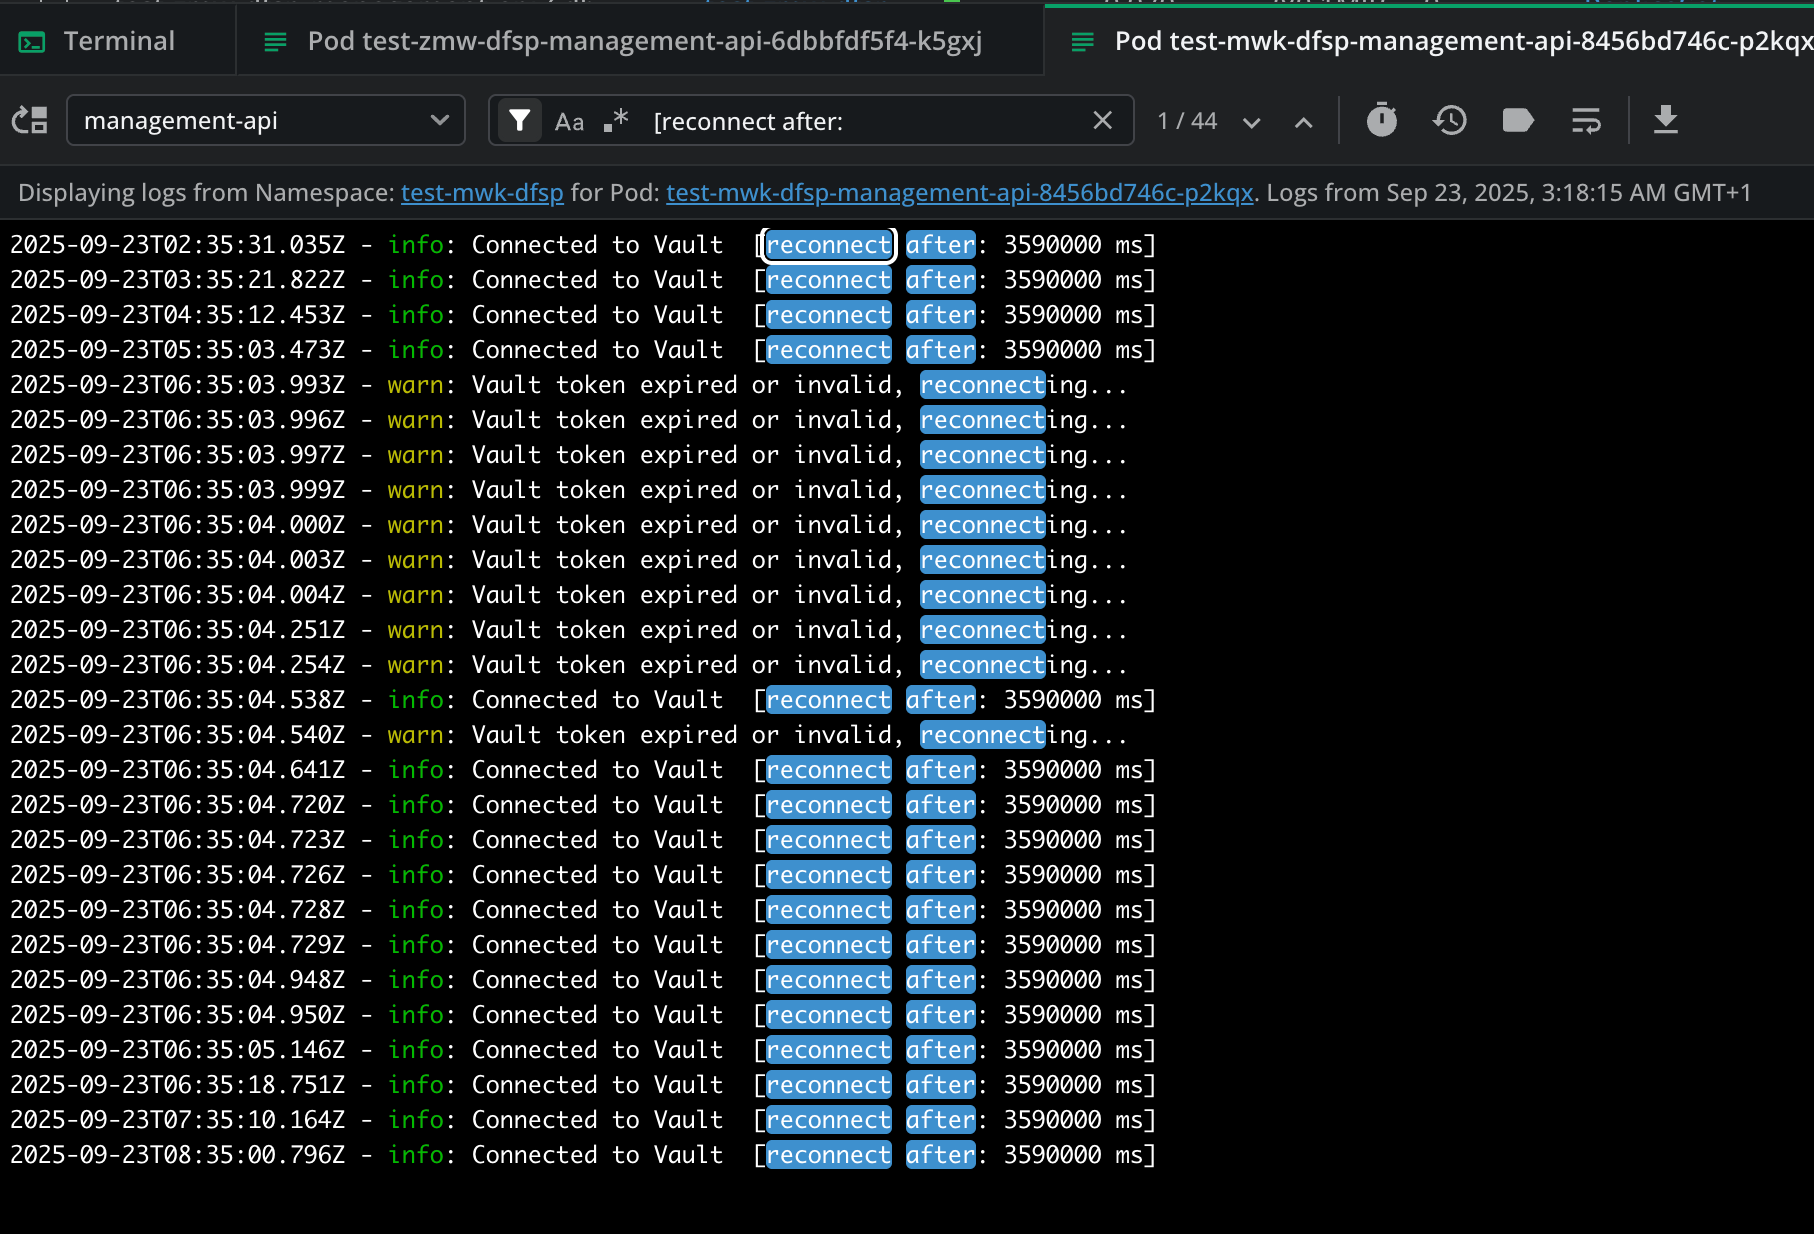 Terminal
Pod test-zmw-dfsp-management-api-6dbbfdf5f4-k5gxj
Pod test-mwk-dfsp-management-api-8456bd746c-p2kqx
management-api
Aa .* [reconnect after:
1 / 44
Displaying logs from Namespace: test-mwk-dfsp for Pod: test-mwk-dfsp-management-api-8456bd746c-p2kqx. Logs from Sep 23, 2025, 3:18:15 AM GMT+1
2025-09-23T02:35:31.035Z - info: Connected to Vault  [reconnect after: 3590000 ms]
2025-09-23T03:35:21.822Z - info: Connected to Vault  [reconnect after: 3590000 ms]
2025-09-23T04:35:12.453Z - info: Connected to Vault  [reconnect after: 3590000 ms]
2025-09-23T05:35:03.473Z - info: Connected to Vault  [reconnect after: 3590000 ms]
2025-09-23T06:35:03.993Z - warn: Vault token expired or invalid, reconnecting...
2025-09-23T06:35:03.996Z - warn: Vault token expired or invalid, reconnecting...
2025-09-23T06:35:03.997Z - warn: Vault token expired or invalid, reconnecting...
2025-09-23T06:35:03.999Z - warn: Vault token expired or invalid, reconnecting...
2025-09-23T06:35:04.000Z - warn: Vault token expired or invalid, reconnecting...
2025-09-23T06:35:04.003Z - warn: Vault token expired or invalid, reconnecting...
2025-09-23T06:35:04.004Z - warn: Vault token expired or invalid, reconnecting...
2025-09-23T06:35:04.251Z - warn: Vault token expired or invalid, reconnecting...
2025-09-23T06:35:04.254Z - warn: Vault token expired or invalid, reconnecting...
2025-09-23T06:35:04.538Z - info: Connected to Vault  [reconnect after: 3590000 ms]
2025-09-23T06:35:04.540Z - warn: Vault token expired or invalid, reconnecting...
2025-09-23T06:35:04.641Z - info: Connected to Vault  [reconnect after: 3590000 ms]
2025-09-23T06:35:04.720Z - info: Connected to Vault  [reconnect after: 3590000 ms]
2025-09-23T06:35:04.723Z - info: Connected to Vault  [reconnect after: 3590000 ms]
2025-09-23T06:35:04.726Z - info: Connected to Vault  [reconnect after: 3590000 ms]
2025-09-23T06:35:04.728Z - info: Connected to Vault  [reconnect after: 3590000 ms]
2025-09-23T06:35:04.729Z - info: Connected to Vault  [reconnect after: 3590000 ms]
2025-09-23T06:35:04.948Z - info: Connected to Vault  [reconnect after: 3590000 ms]
2025-09-23T06:35:04.950Z - info: Connected to Vault  [reconnect after: 3590000 ms]
2025-09-23T06:35:05.146Z - info: Connected to Vault  [reconnect after: 3590000 ms]
2025-09-23T06:35:18.751Z - info: Connected to Vault  [reconnect after: 3590000 ms]
2025-09-23T07:35:10.164Z - info: Connected to Vault  [reconnect after: 3590000 ms]
2025-09-23T08:35:00.796Z - info: Connected to Vault  [reconnect after: 3590000 ms]